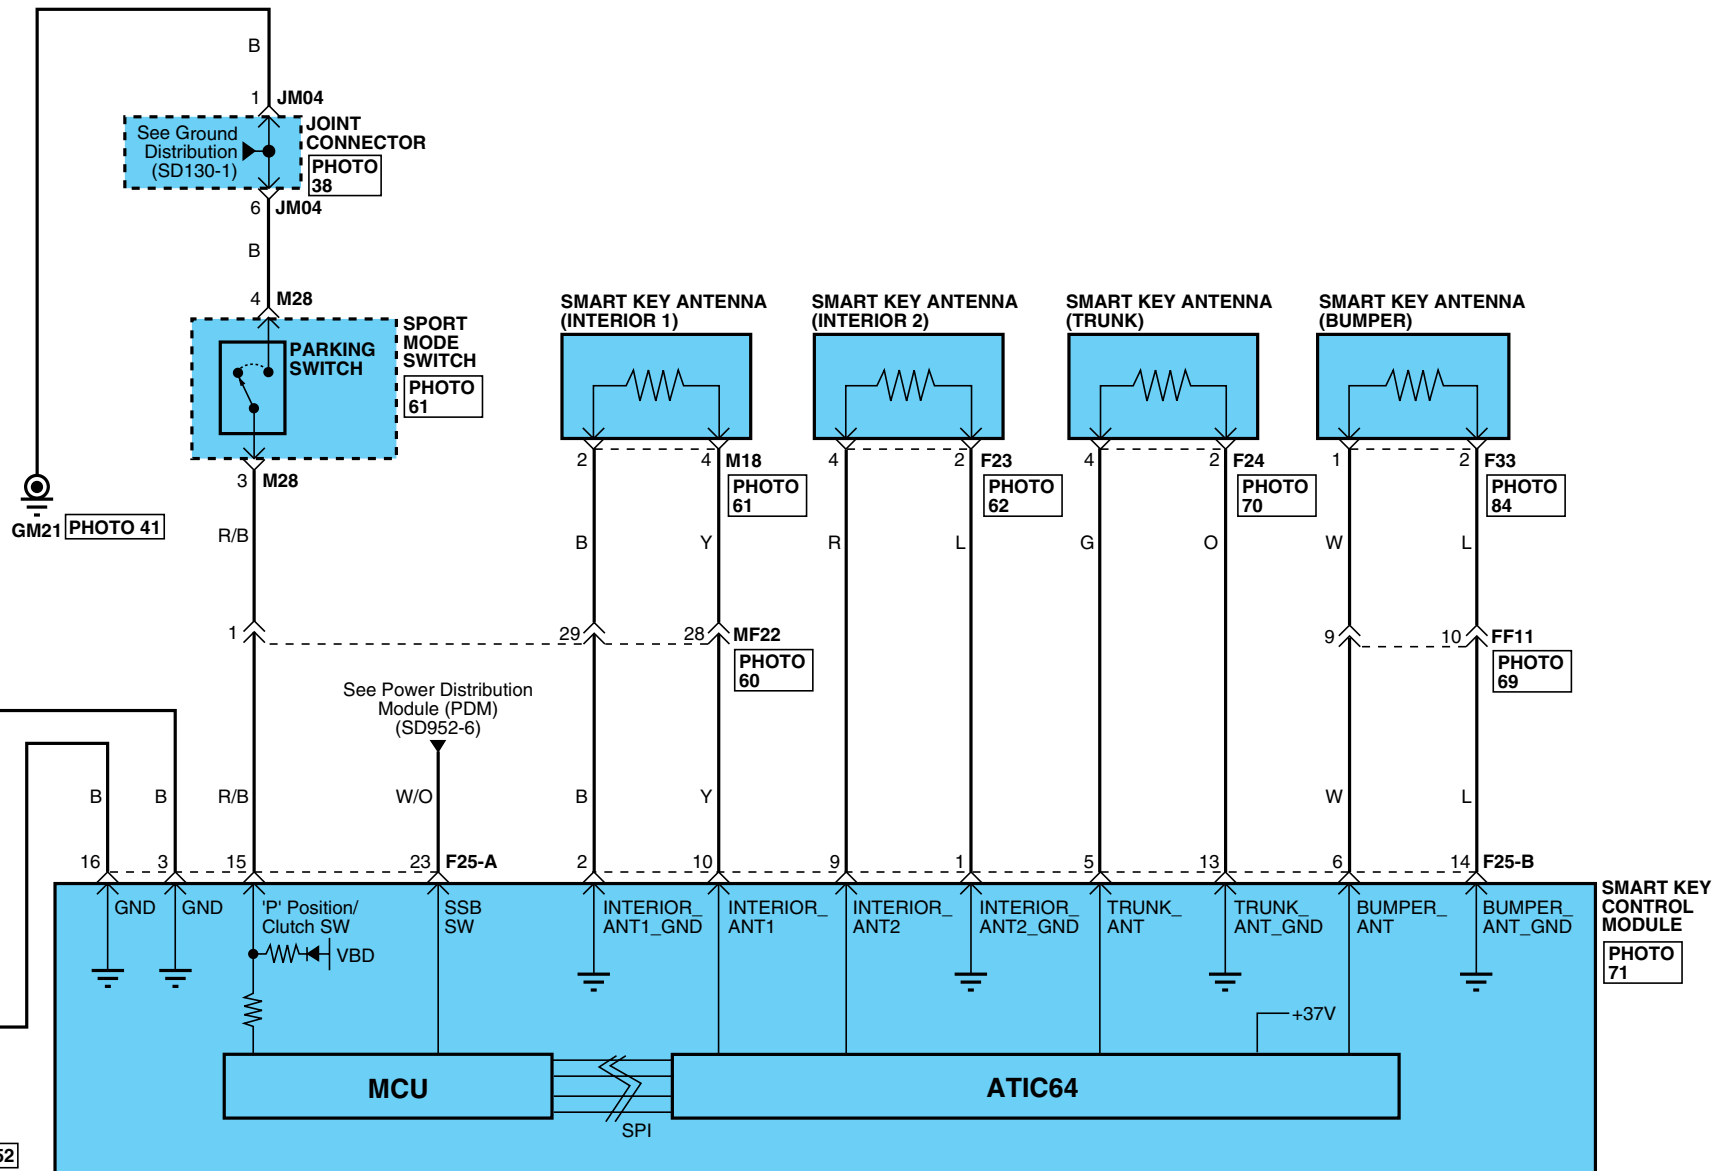 B
1 JM04
See Ground
Distribution
(SD130-1)
JOINT
CONNECTOR
PHOTO
38
6 JM04
B
4 M28
PARKING
SWITCH
SPORT
MODE
SWITCH
PHOTO
61
3 M28
GM21 PHOTO 41
R/B
1
SMART KEY ANTENNA
(INTERIOR 1)
SMART KEY ANTENNA
(INTERIOR 2)
SMART KEY ANTENNA
(TRUNK)
SMART KEY ANTENNA
(BUMPER)
2 4 M18
PHOTO
61
4 2 F23
PHOTO
62
4 2 F24
PHOTO
70
1 2 F33
PHOTO
84
B Y R L G O W L
29 28 MF22
PHOTO
60
9 10 FF11
PHOTO
69
See Power Distribution
Module (PDM)
(SD952-6)
B B R/B W/O B Y W L
16 3 15 23 F25-A 2 10 9 1 5 13 6 14 F25-B
SMART KEY
CONTROL
MODULE
PHOTO
71
GND
GND
'P' Position/
Clutch SW
VBD
SSB
SW
INTERIOR_
ANT1_GND
INTERIOR_
ANT1
INTERIOR_
ANT2
INTERIOR_
ANT2_GND
TRUNK_
ANT
TRUNK_
ANT_GND
BUMPER_
ANT
BUMPER_
ANT_GND
+37V
MCU
ATIC64
SPI
52